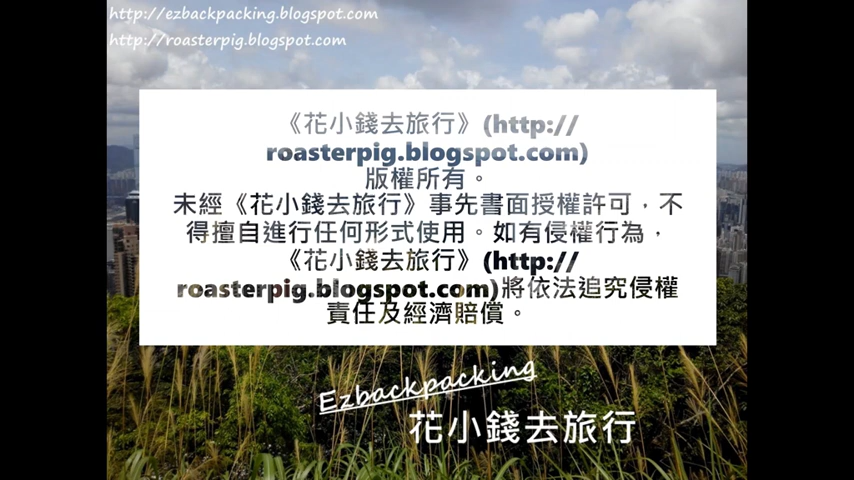 http://ezbackpacking.blogspot.com/
http://roasterpig.blogspot.com/
《花小錢去旅行》(http://
roasterpig.blogspot.com)
版權所有。
未經《花小錢去旅行》事先書面授權許可，不
得擅自進行任何形式使用。如有侵權行為，
《花小錢去旅行》(http://
roasterpig.blogspot.com)將依法追究侵權
責任及經濟賠償。
Ezbackpacking
花小錢去旅行